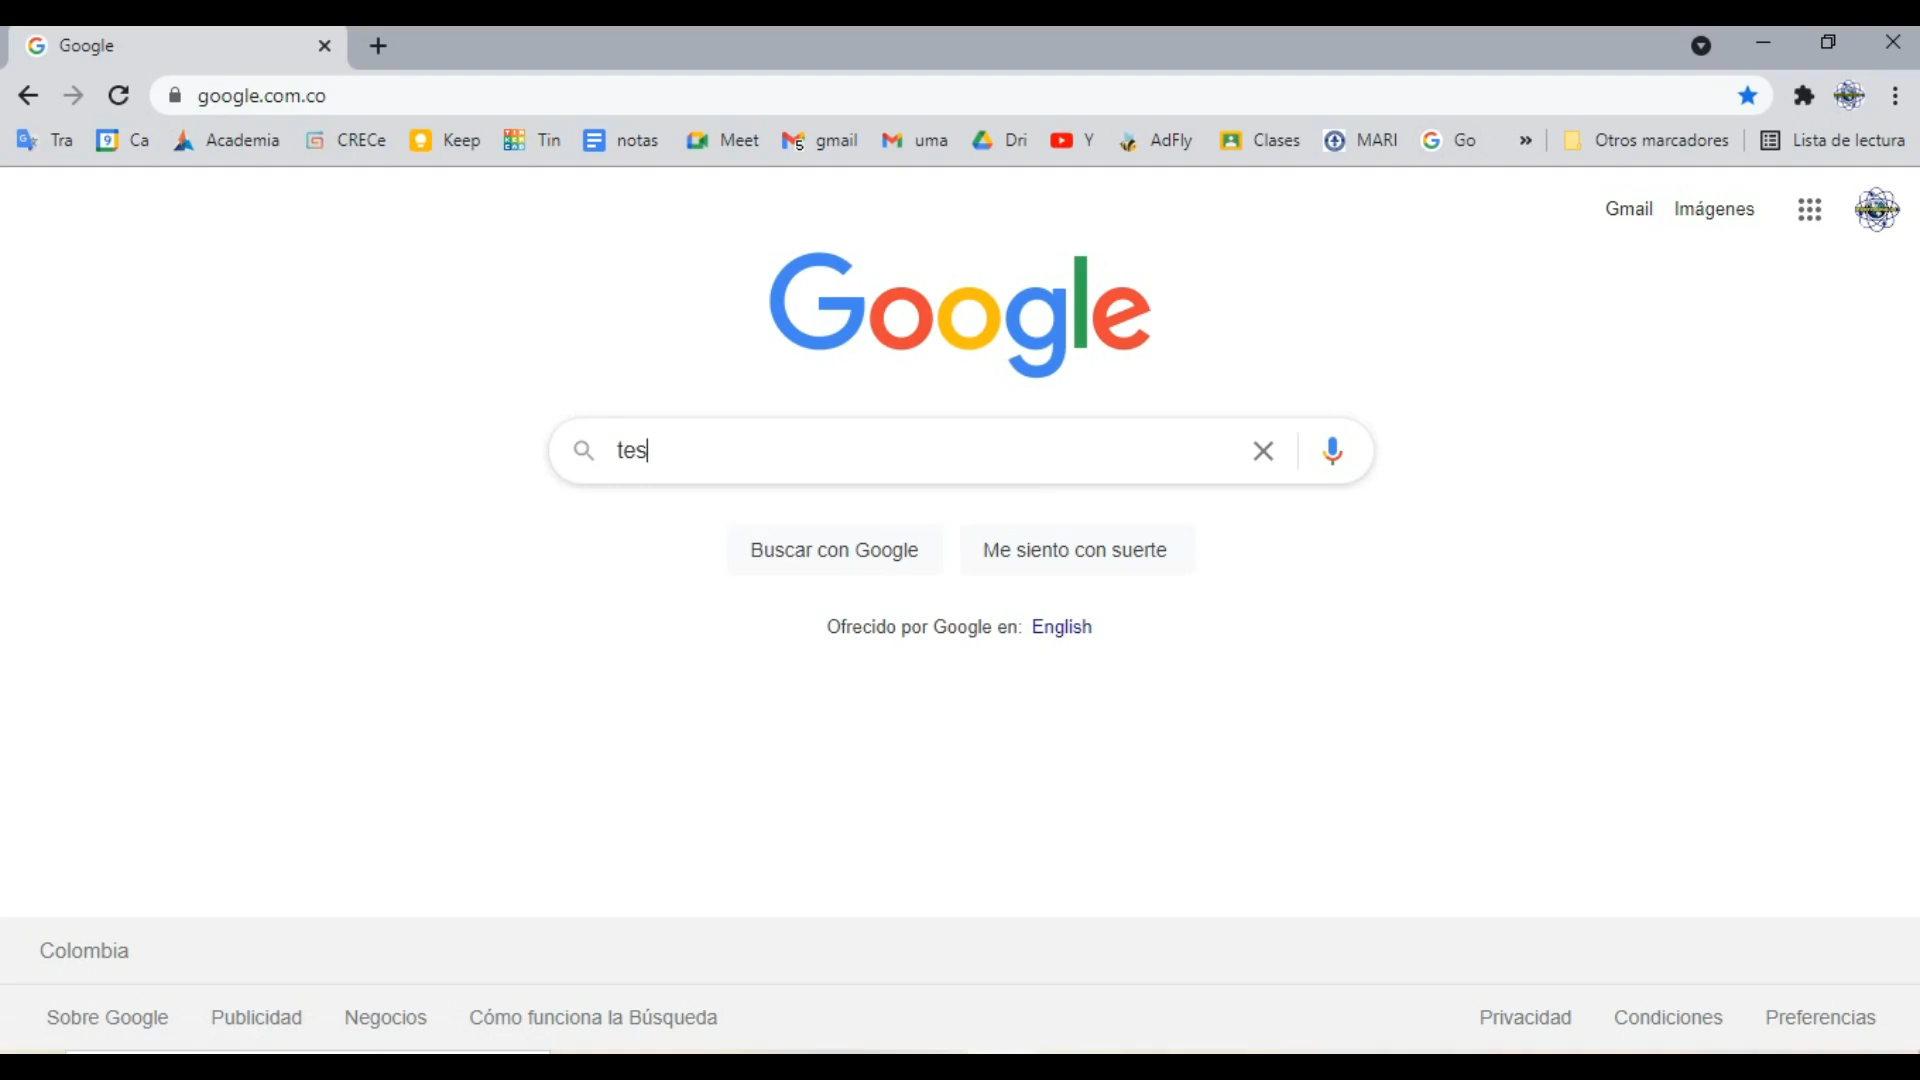 Google
google.com.co
Tra Ca Academia CRECe Keep Tin notas Meet gmail uma Dri Y AdFly Clases MARI Go » Otros marcadores Lista de lectura
Gmail Imágenes
Google
tes
Buscar con Google Me siento con suerte
Ofrecido por Google en: English
Colombia
Sobre Google Publicidad Negocios Cómo funciona la Búsqueda Privacidad Condiciones Preferencias